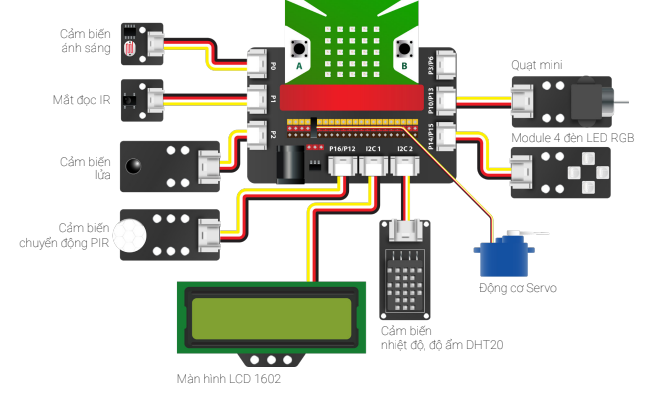 Cảm biến
ánh sáng
Mắt đọc IR
Cảm biến
lửa
Cảm biến
chuyển động PIR
P0
P1
P2
A
B
P3/P6
P10/P13
P14/P15
P16/P12
I2C 1
I2C 2
Quạt mini
Module 4 đèn LED RGB
Động cơ Servo
Cảm biến
nhiệt độ, độ ẩm DHT20
Màn hình LCD 1602